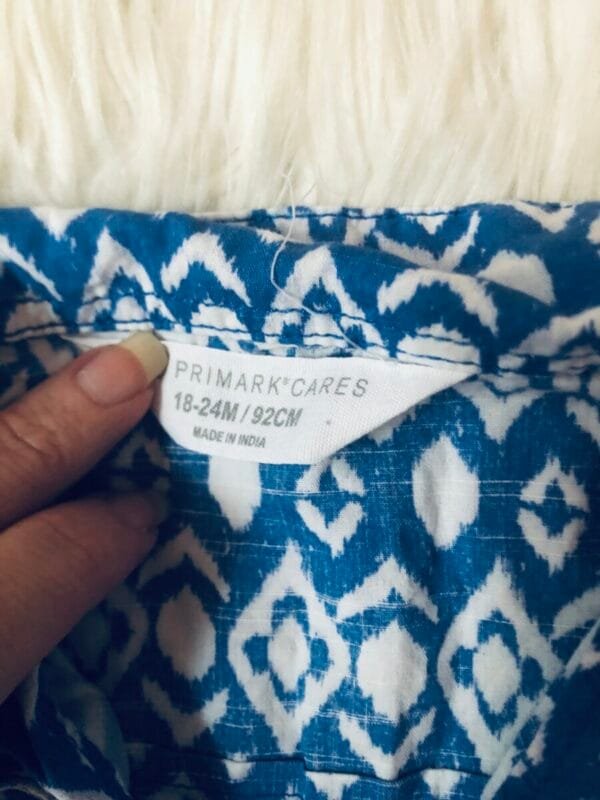 PRIMARK® CARES
18-24M / 92CM
MADE IN INDIA